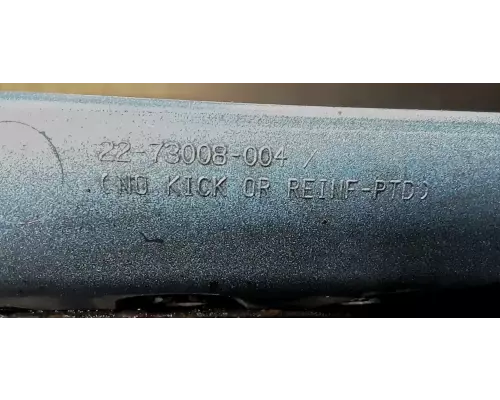 22-73008-004 /
(NO KICK OR REINF-PTD)